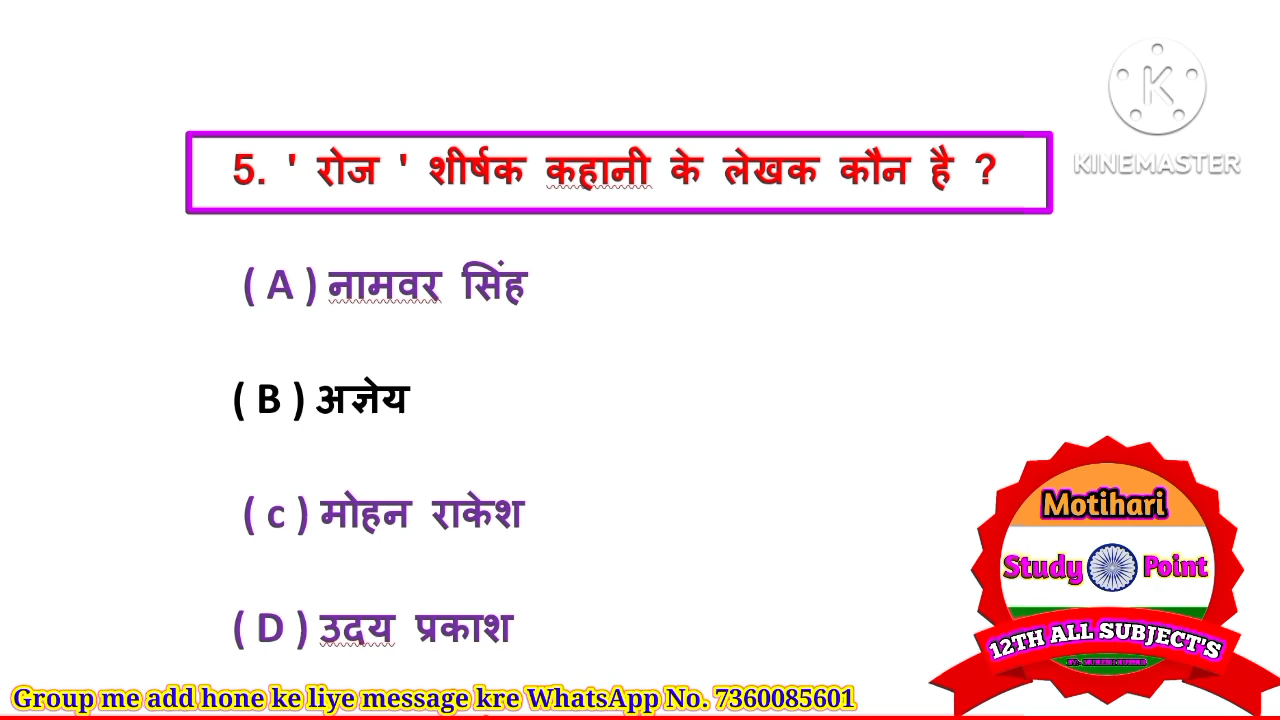 KINEMASTER
5. ' रोज ' शीर्षक कहानी के लेखक कौन है ?
( A ) नामवर सिंह
( B ) अज्ञेय
( c ) मोहन राकेश
( D ) उदय प्रकाश
Motihari
Study Point
12TH ALL SUBJECT'S
Group me add hone ke liye message kre WhatsApp No. 7360085601